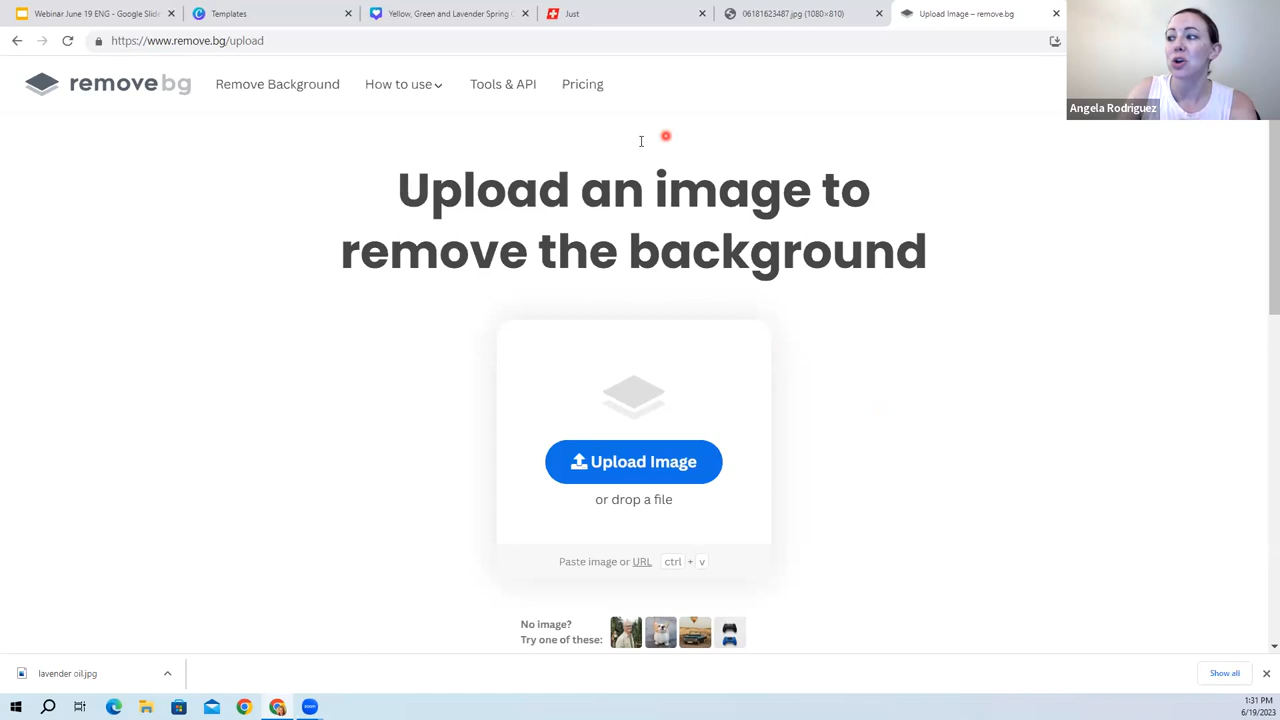 Webinar June 19 ENG - Google Slide
Templates
Yellow, Green and Lavender Spring C
Just
06181623487.jpg (1080×810)
Upload Image – remove.bg
https://www.remove.bg/upload
removebg
Remove Background
How to use
Tools & API
Pricing
Angela Rodriguez
Upload an image to
remove the background
Upload Image
or drop a file
Paste image or URL ctrl + v
No image?
Try one of these:
lavender oil.jpg
Show all
zoom
1:31 PM
6/19/2023